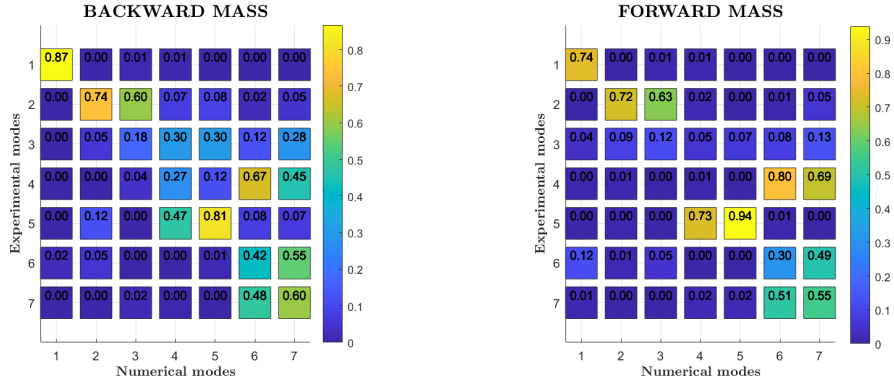 BACKWARD MASS
Experimental modes
1 0.87 0.00 0.01 0.01 0.00 0.00 0.00
2 0.00 0.74 0.60 0.07 0.08 0.02 0.05
3 0.00 0.05 0.18 0.30 0.30 0.12 0.28
4 0.00 0.00 0.04 0.27 0.12 0.67 0.45
5 0.00 0.12 0.00 0.47 0.81 0.08 0.07
6 0.02 0.05 0.00 0.00 0.01 0.42 0.55
7 0.00 0.00 0.02 0.00 0.00 0.48 0.60
1 2 3 4 5 6 7
Numerical modes
0.8
0.7
0.6
0.5
0.4
0.3
0.2
0.1
0
FORWARD MASS
Experimental modes
1 0.74 0.00 0.01 0.01 0.00 0.00 0.00
2 0.00 0.72 0.63 0.02 0.00 0.01 0.05
3 0.04 0.09 0.12 0.05 0.07 0.08 0.13
4 0.00 0.01 0.00 0.01 0.00 0.80 0.69
5 0.00 0.00 0.00 0.73 0.94 0.01 0.00
6 0.12 0.01 0.05 0.00 0.00 0.30 0.49
7 0.01 0.00 0.00 0.02 0.02 0.51 0.55
1 2 3 4 5 6 7
Numerical modes
0.9
0.8
0.7
0.6
0.5
0.4
0.3
0.2
0.1
0